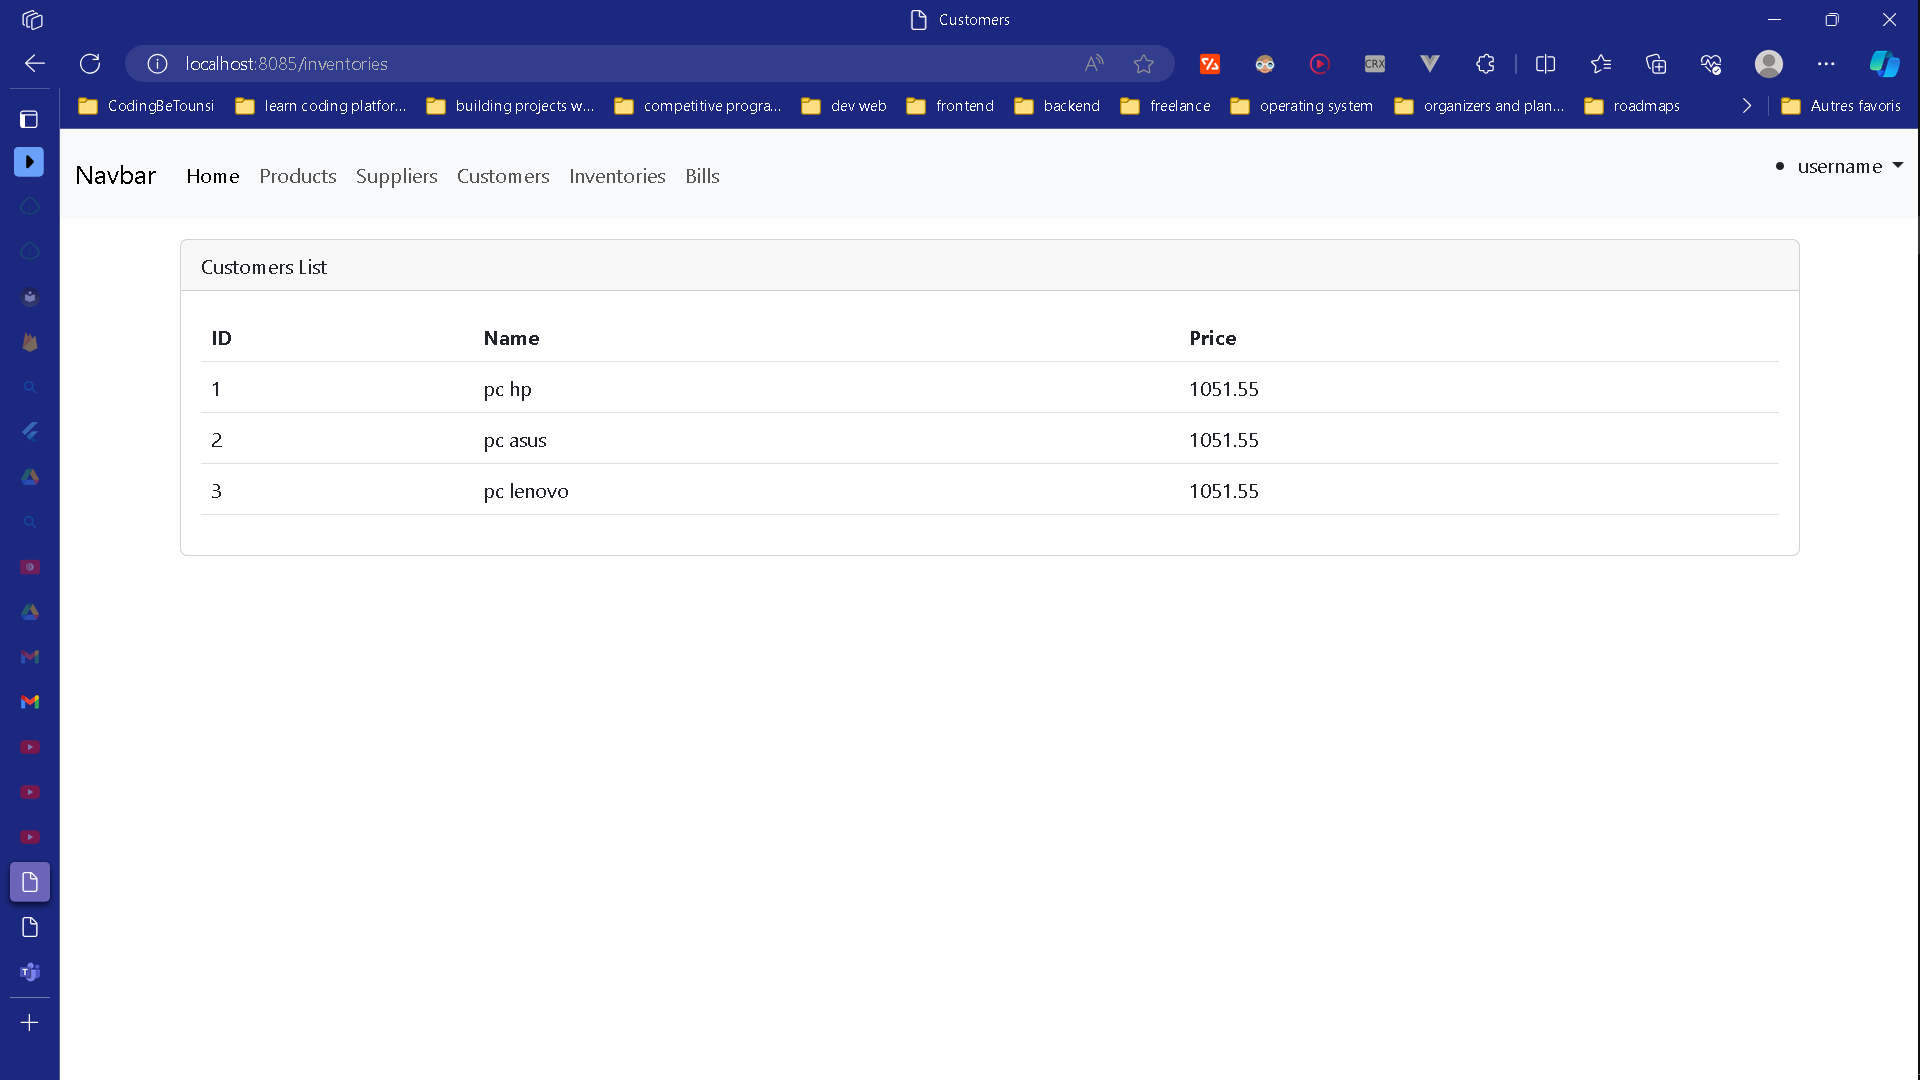 Customers
localhost:8085/inventories
CRX
CodingBeTounsi learn coding platfor... building projects w... competitive progra... dev web frontend backend freelance operating system organizers and plan... roadmaps Autres favoris
Navbar Home Products Suppliers Customers Inventories Bills
username
Customers List
ID Name Price
1 pc hp 1051.55
2 pc asus 1051.55
3 pc lenovo 1051.55